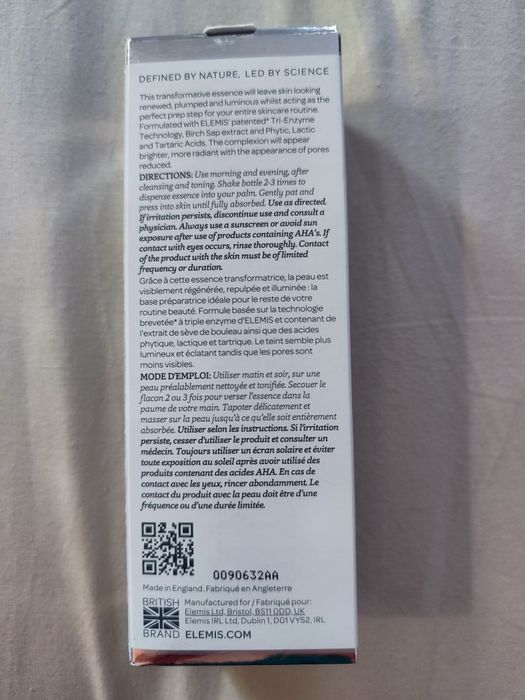 DEFINED BY NATURE, LED BY SCIENCE
This transformative essence will leave skin looking
renewed, plumped and luminous whilst acting as the
perfect prep step for your entire skincare routine.
Formulated with ELEMIS' patented* Tri-Enzyme
Technology, Birch Sap extract and Phytic, Lactic
and Tartaric Acids. The complexion will appear
brighter, more radiant with the appearance of pores
reduced.
DIRECTIONS: Use morning and evening, after
cleansing and toning. Shake bottle 2-3 times to
dispense essence into your palm. Gently pat and
press into skin until fully absorbed. Use as directed.
If irritation persists, discontinue use and consult a
physician. Always use a sunscreen or avoid sun
exposure after use of products containing AHA's. If
contact with eyes occurs, rinse thoroughly. Contact
of the product with the skin must be of limited
frequency or duration.
Grâce à cette essence transformatrice, la peau est
visiblement régénérée, repulpée et illuminée : la
base préparatrice idéale pour le reste de votre
routine beauté. Formule basée sur la technologie
brevetée* à triple enzyme d'ELEMIS et contenant de
l'extrait de sève de bouleau ainsi que des acides
phytique, lactique et tartrique. Le teint semble plus
lumineux et éclatant tandis que les pores sont
moins visibles.
MODE D'EMPLOI: Utiliser matin et soir, sur une
peau préalablement nettoyée et tonifiée. Secouer le
flacon 2 ou 3 fois pour verser l'essence dans la
paume de votre main. Tapoter délicatement et
masser sur la peau jusqu'à ce qu'elle soit entièrement
absorbée. Utiliser selon les instructions. Si l'irritation
persiste, cesser d'utiliser le produit et consulter un
médecin. Toujours utiliser un écran solaire et éviter
toute exposition au soleil après avoir utilisé des
produits contenant des acides AHA. En cas de
contact avec les yeux, rincer abondamment. Le
contact du produit avec la peau doit être d'une
fréquence ou d'une durée limitée.
0090632AA
Made in England. Fabriqué en Angleterre
BRITISH
BRAND
Manufactured for / Fabriqué pour:
Elemis Ltd, Bristol, BS11 0DD, UK
Elemis IRL Ltd, Dublin 1, D01 VY52, IRL
ELEMIS.COM